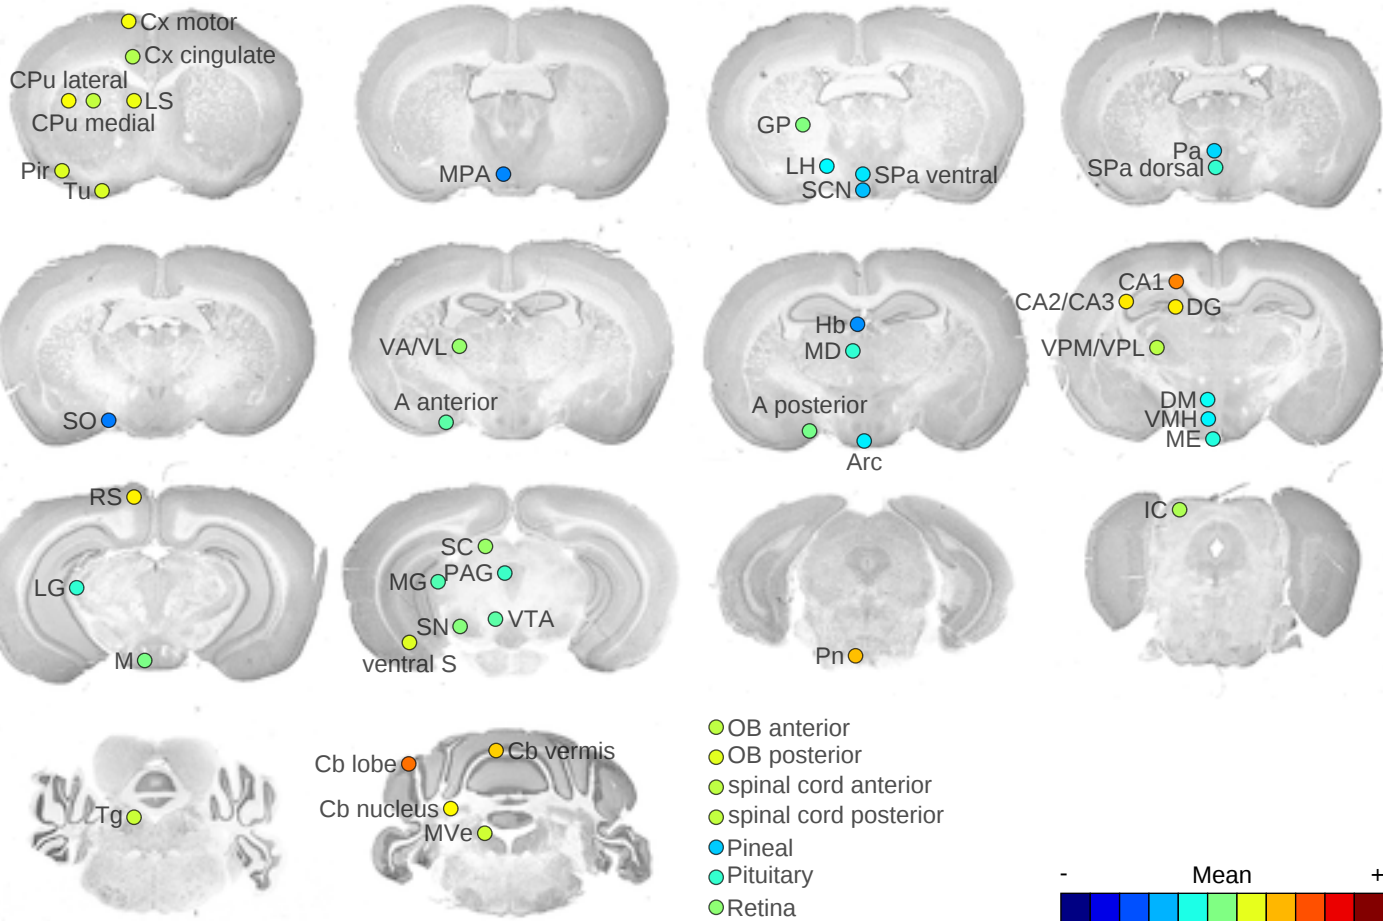 Cx motor
Cx cingulate
CPu lateral
LS
CPu medial
Pir
Tu
MPA
GP
LH
SPa ventral
SCN
Pa
SPa dorsal
SO
VA/VL
A anterior
Hb
MD
A posterior
Arc
CA1
CA2/CA3
DG
VPM/VPL
DM
VMH
ME
RS
LG
M
SC
MG
PAG
SN
VTA
ventral S
Pn
IC
Tg
Cb lobe
Cb vermis
Cb nucleus
MVe
OB anterior
OB posterior
spinal cord anterior
spinal cord posterior
Pineal
Pituitary
Retina
- Mean +